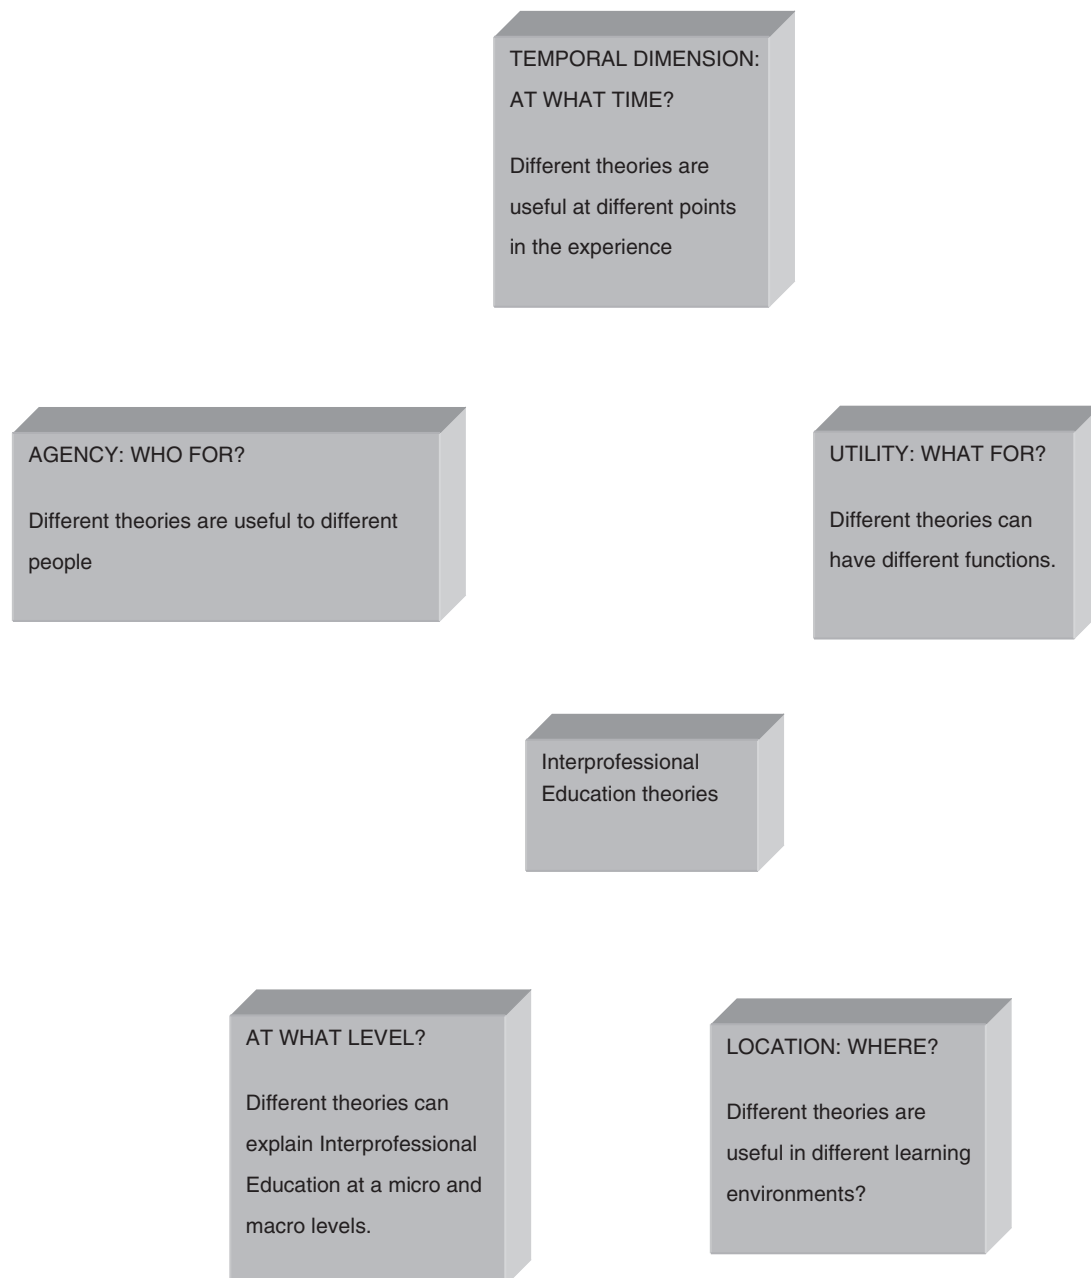 TEMPORAL DIMENSION:
AT WHAT TIME?
Different theories are
useful at different points
in the experience
AGENCY: WHO FOR?
Different theories are useful to different
people
UTILITY: WHAT FOR?
Different theories can
have different functions.
Interprofessional
Education theories
AT WHAT LEVEL?
Different theories can
explain Interprofessional
Education at a micro and
macro levels.
LOCATION: WHERE?
Different theories are
useful in different learning
environments?